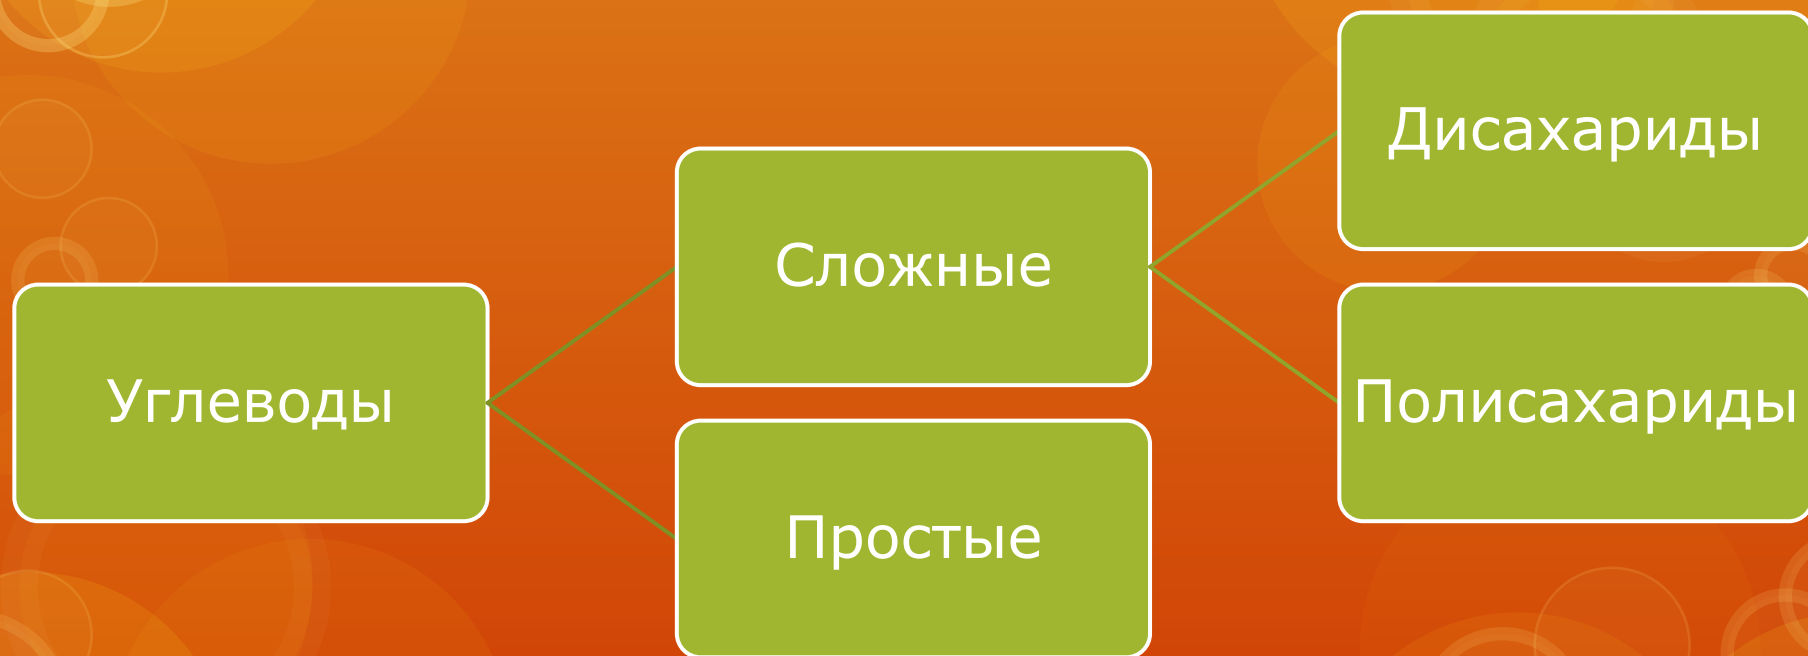 Углеводы
Сложные
Простые
Дисахариды
Полисахариды